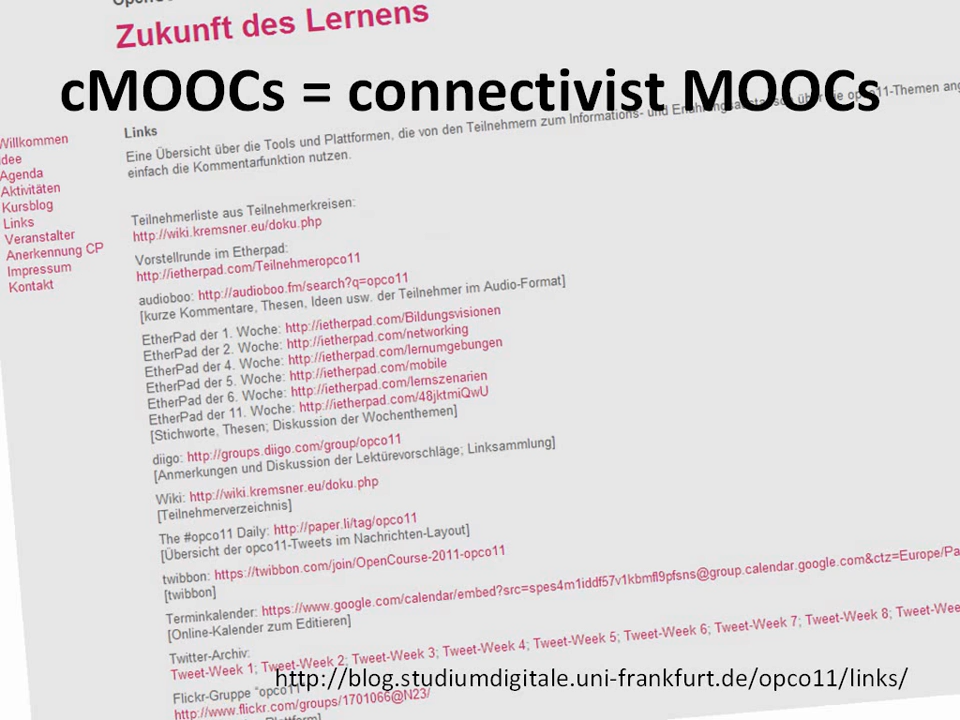 Zukunft des Lernens
cMOOCs = connectivist MOOCs
Willkommen
Idee
Agenda
Aktivitäten
Kursblog
Links
Veranstalter
Anerkennung CP
Impressum
Kontakt
Links
Eine Übersicht über die Tools und Plattformen, die von den Teilnehmern zum Informations- und Erfahrungsaustausch über die opco11-Themen
einfach die Kommentarfunktion nutzen.
Teilnehmerliste aus Teilnehmerkreisen:
http://wiki.kremsner.eu/doku.php
Vorstellrunde im Etherpad:
http://ietherpad.com/Teilnehmeropco11
audioboo: http://audioboo.fm/search?q=opco11
[kurze Kommentare, Thesen, Ideen usw. der Teilnehmer im Audio-Format]
EtherPad der 1. Woche: http://ietherpad.com/Bildungsvisionen
EtherPad der 2. Woche: http://ietherpad.com/networking
EtherPad der 4. Woche: http://ietherpad.com/lernumgebungen
EtherPad der 5. Woche: http://ietherpad.com/mobile
EtherPad der 6. Woche: http://ietherpad.com/lernszenarien
EtherPad der 11. Woche: http://ietherpad.com/48jktmiQwU
[Stichworte, Thesen; Diskussion der Wochenthemen]
diigo: http://groups.diigo.com/group/opco11
[Anmerkungen und Diskussion der Lektürevorschläge; Linksammlung]
Wiki: http://wiki.kremsner.eu/doku.php
[Teilnehmerverzeichnis]
The #opco11 Daily: http://paper.li/tag/opco11
[Übersicht der opco11-Tweets im Nachrichten-Layout]
twibbon: https://twibbon.com/join/OpenCourse-2011-opco11
[twibbon]
Terminkalender: https://www.google.com/calendar/embed?src=spes4m1iddf57v1kbmfl9pfsns@group.calendar.google.com&ctz=Europe/Pa
[Online-Kalender zum Editieren]
Twitter-Archiv:
Tweet-Week 1; Tweet-Week 2; Tweet-Week 3; Tweet-Week 4; Tweet-Week 5; Tweet-Week 6; Tweet-Week 7; Tweet-Week 8; Tweet-Wee
http://blog.studiumdigitale.uni-frankfurt.de/opco11/links/
Flickr-Gruppe "opco11"
http://www.flickr.com/groups/1701066@N23/